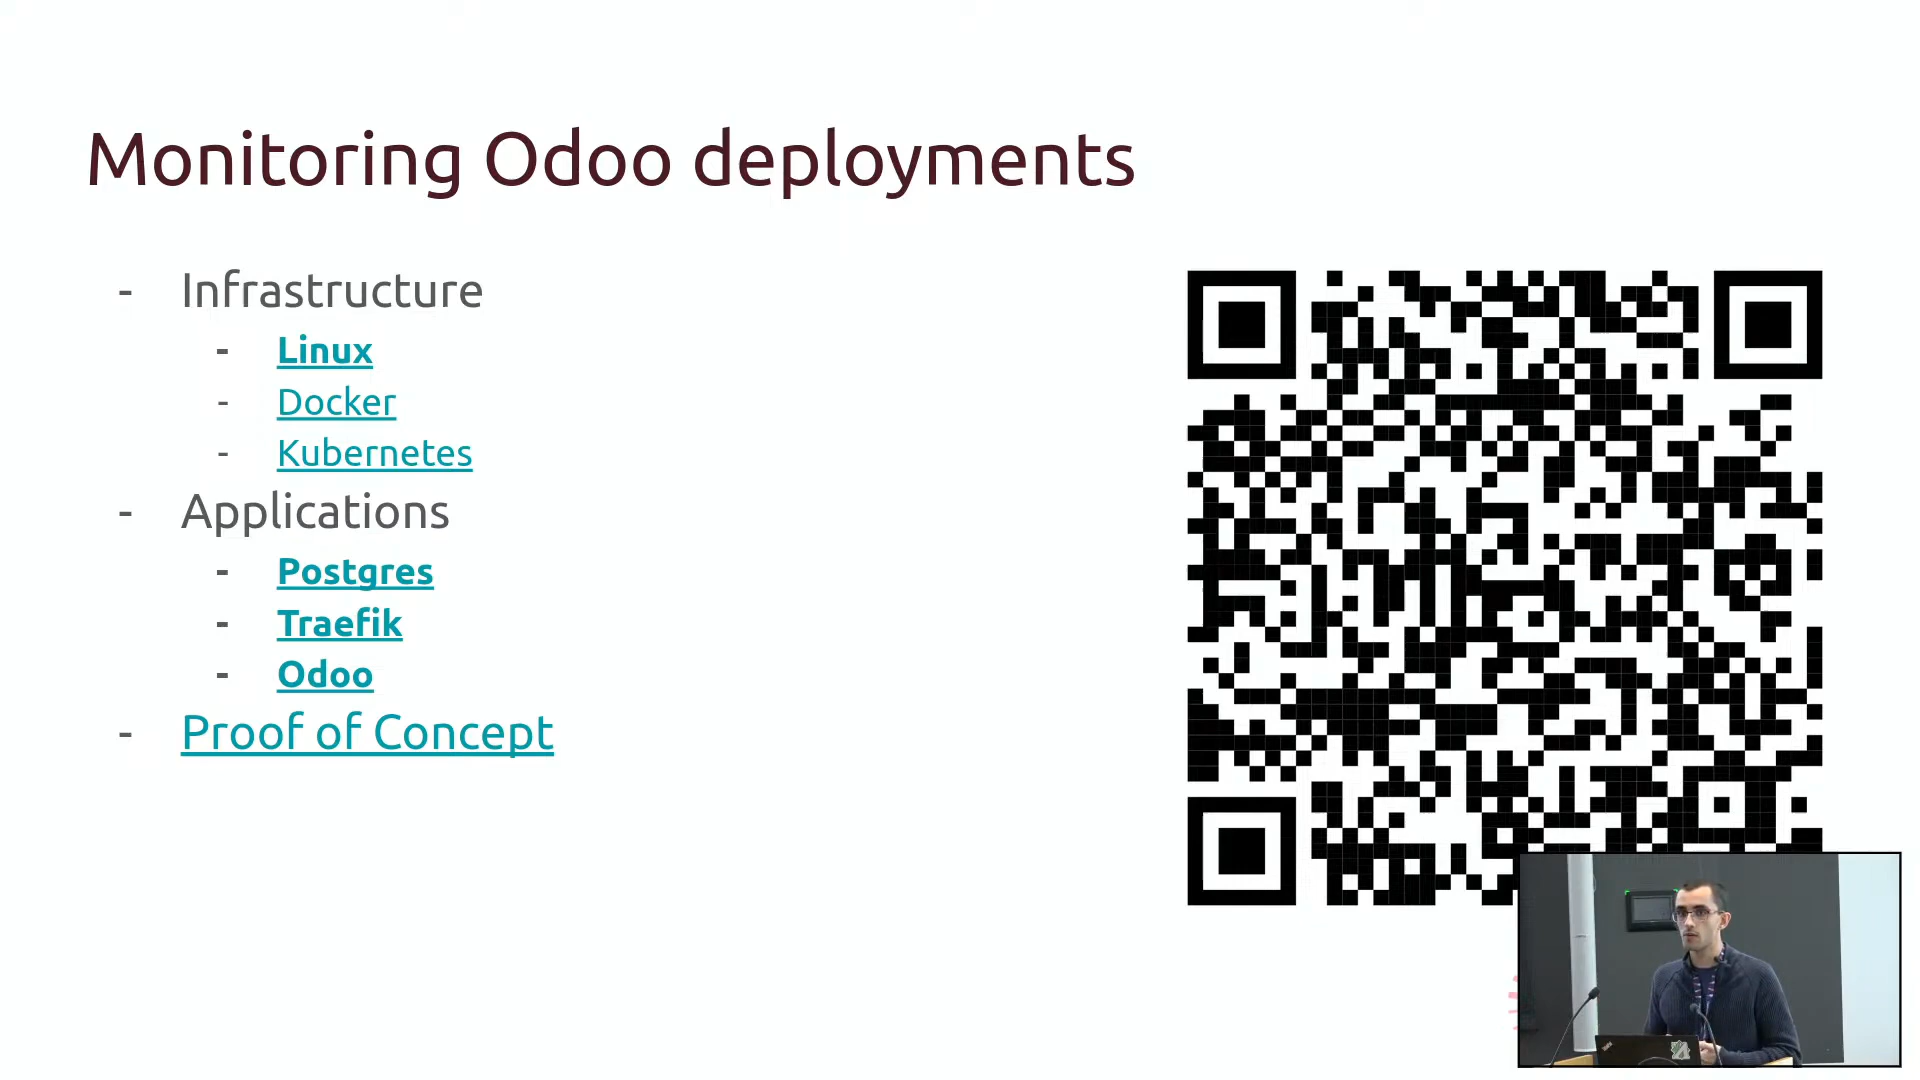 Monitoring Odoo deployments
- Infrastructure
- Linux
- Docker
- Kubernetes
- Applications
- Postgres
- Traefik
- Odoo
- Proof of Concept